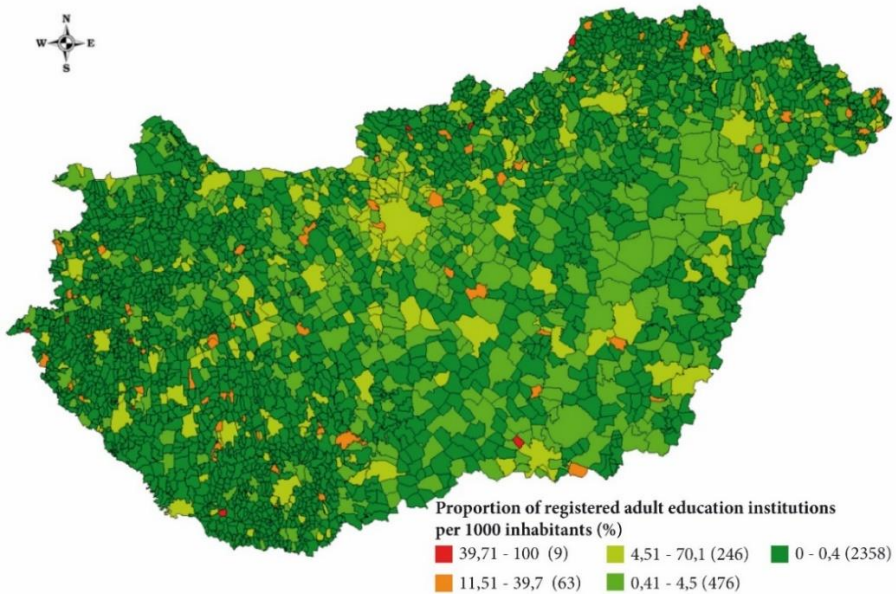 N
W E
S
Proportion of registered adult education institutions
per 1000 inhabitants (%)
39,71 - 100 (9) 4,51 - 70,1 (246) 0 - 0,4 (2358)
11,51 - 39,7 (63) 0,41 - 4,5 (476)